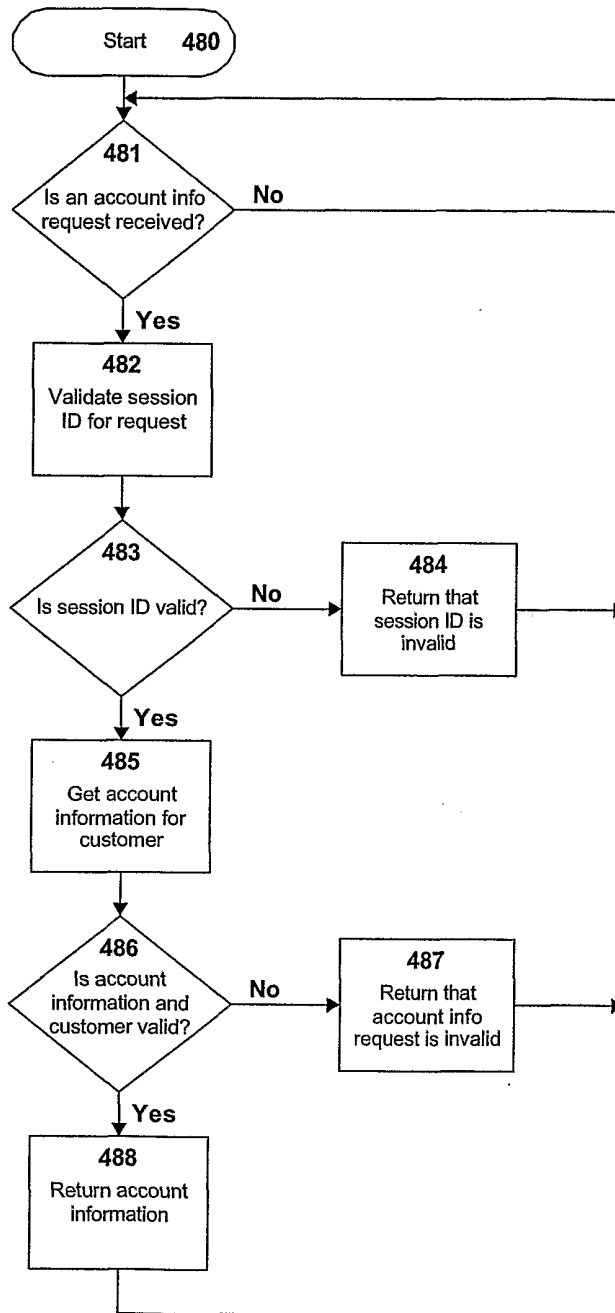 Start 480
481
Is an account info
request received?
No
Yes
482
Validate session
ID for request
483
Is session ID valid?
No
484
Return that
session ID is
invalid
Yes
485
Get account
information for
customer
486
Is account
information and
customer valid?
No
487
Return that
account info
request is invalid
Yes
488
Return account
information